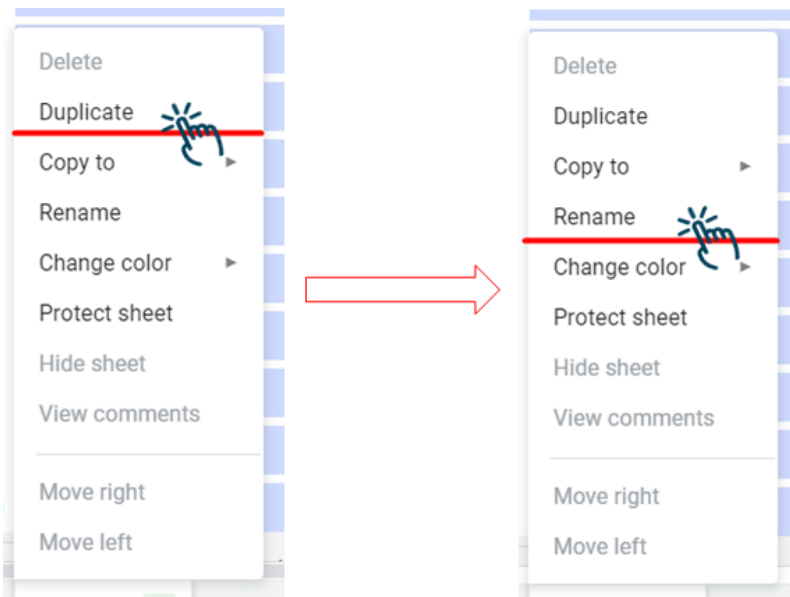 Delete
Duplicate
Copy to
Rename
Change color
Protect sheet
Hide sheet
View comments
Move right
Move left
Delete
Duplicate
Copy to
Rename
Change color
Protect sheet
Hide sheet
View comments
Move right
Move left